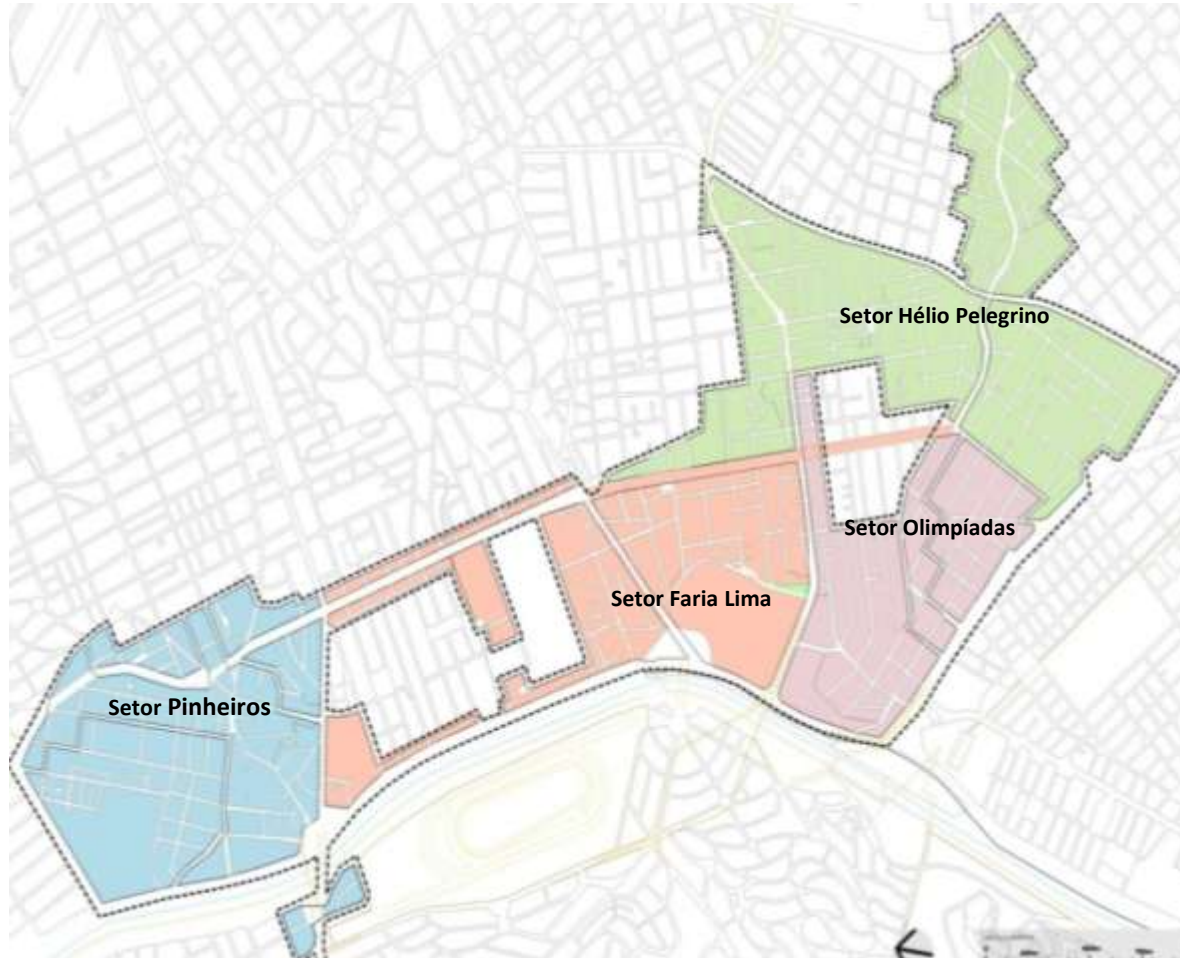 Setor Hélio Pelegrino
Setor Olimpíadas
Setor Faria Lima
Setor Pinheiros